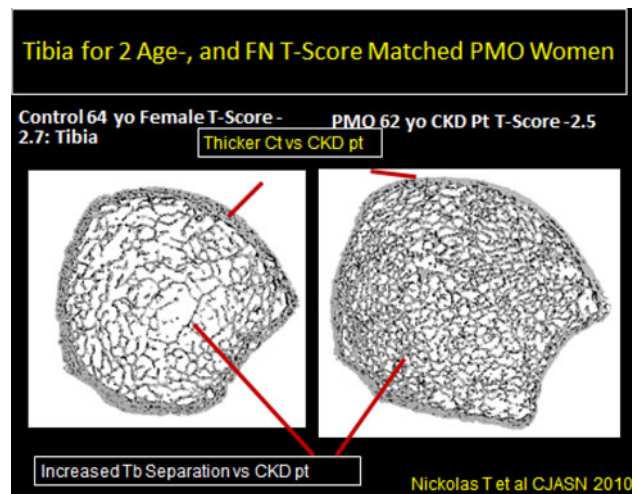 Tibia for 2 Age-, and FN T-Score Matched PMO Women
Control 64 yo Female T-Score -
2.7: Tibia
PMO 62 yo CKD Pt T-Score -2.5
Thicker Ct vs CKD pt
Increased Tb Separation vs CKD pt
Nickolas T et al CJASN 2010